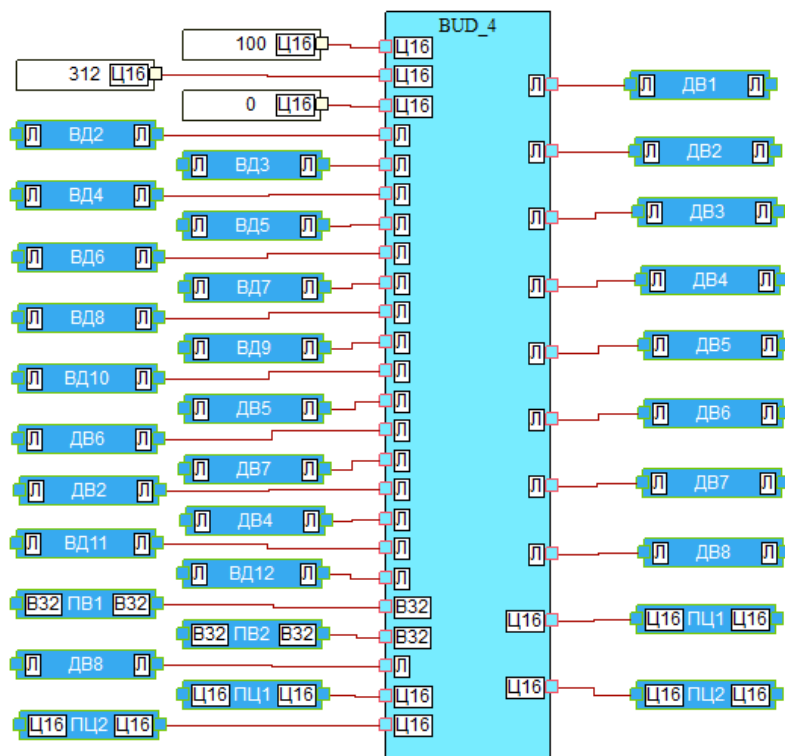 BUD_4
100 Ц16
Ц16
312 Ц16
Ц16
0 Ц16
Ц16
Л ВД2 Л
Л
Л ВД3 Л
Л
Л ВД4 Л
Л
Л ВД5 Л
Л
Л ВД6 Л
Л
Л ВД7 Л
Л
Л ВД8 Л
Л
Л ВД9 Л
Л
Л ВД10 Л
Л
Л ДВ5 Л
Л
Л ДВ6 Л
Л
Л ДВ7 Л
Л
Л ДВ2 Л
Л
Л ДВ4 Л
Л
Л ВД11 Л
Л
Л ВД12 Л
Л
В32 ПВ1 В32
В32
В32 ПВ2 В32
В32
Л ДВ8 Л
Л
Ц16 ПЦ1 Ц16
Ц16
Ц16 ПЦ2 Ц16
Ц16
Л
Л ДВ1 Л
Л
Л ДВ2 Л
Л
Л ДВ3 Л
Л
Л ДВ4 Л
Л
Л ДВ5 Л
Л
Л ДВ6 Л
Л
Л ДВ7 Л
Л
Л ДВ8 Л
Ц16
Ц16 ПЦ1 Ц16
Ц16
Ц16 ПЦ2 Ц16